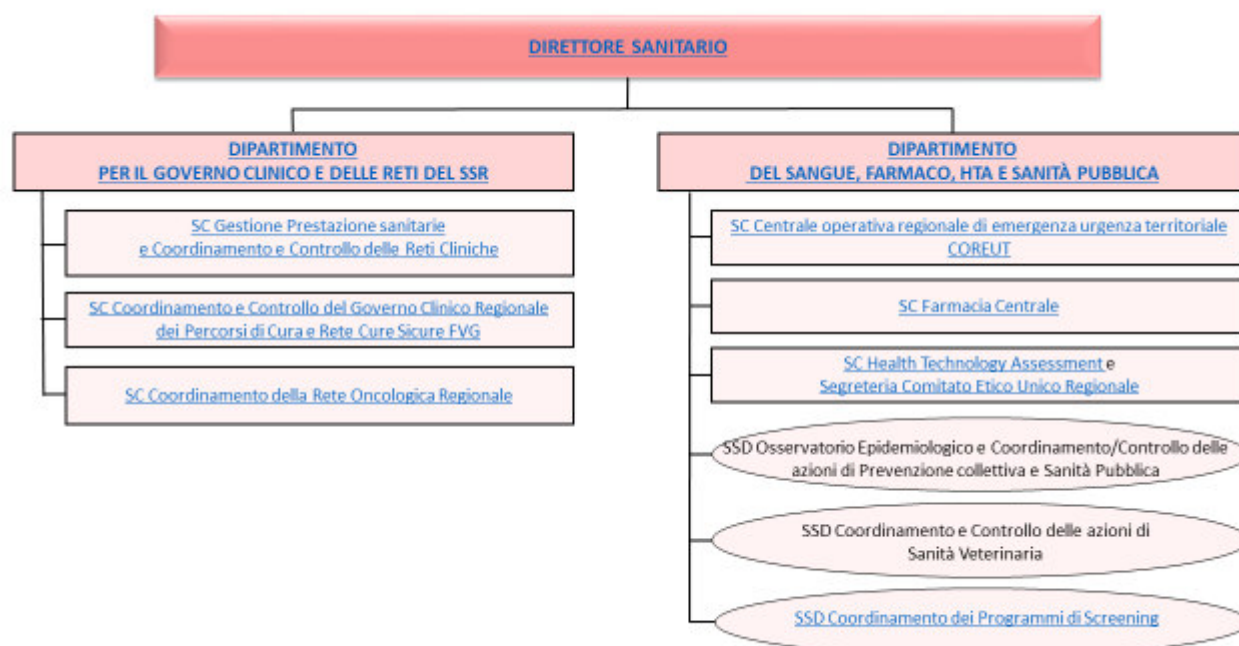 DIRETTORE SANITARIO
DIPARTIMENTO
PER IL GOVERNO CLINICO E DELLE RETI DEL SSR
SC Gestione Prestazione sanitarie
e Coordinamento e Controllo delle Reti Cliniche
SC Coordinamento e Controllo del Governo Clinico Regionale
dei Percorsi di Cura e Rete Cure Sicure FVG
SC Coordinamento della Rete Oncologica Regionale
DIPARTIMENTO
DEL SANGUE, FARMACO, HTA E SANITÀ PUBBLICA
SC Centrale operativa regionale di emergenza urgenza territoriale
COREUT
SC Farmacia Centrale
SC Health Technology Assessment e
Segreteria Comitato Etico Unico Regionale
SSD Osservatorio Epidemiologico e Coordinamento/Controllo delle
azioni di Prevenzione collettiva e Sanità Pubblica
SSD Coordinamento e Controllo delle azioni di
Sanità Veterinaria
SSD Coordinamento dei Programmi di Screening